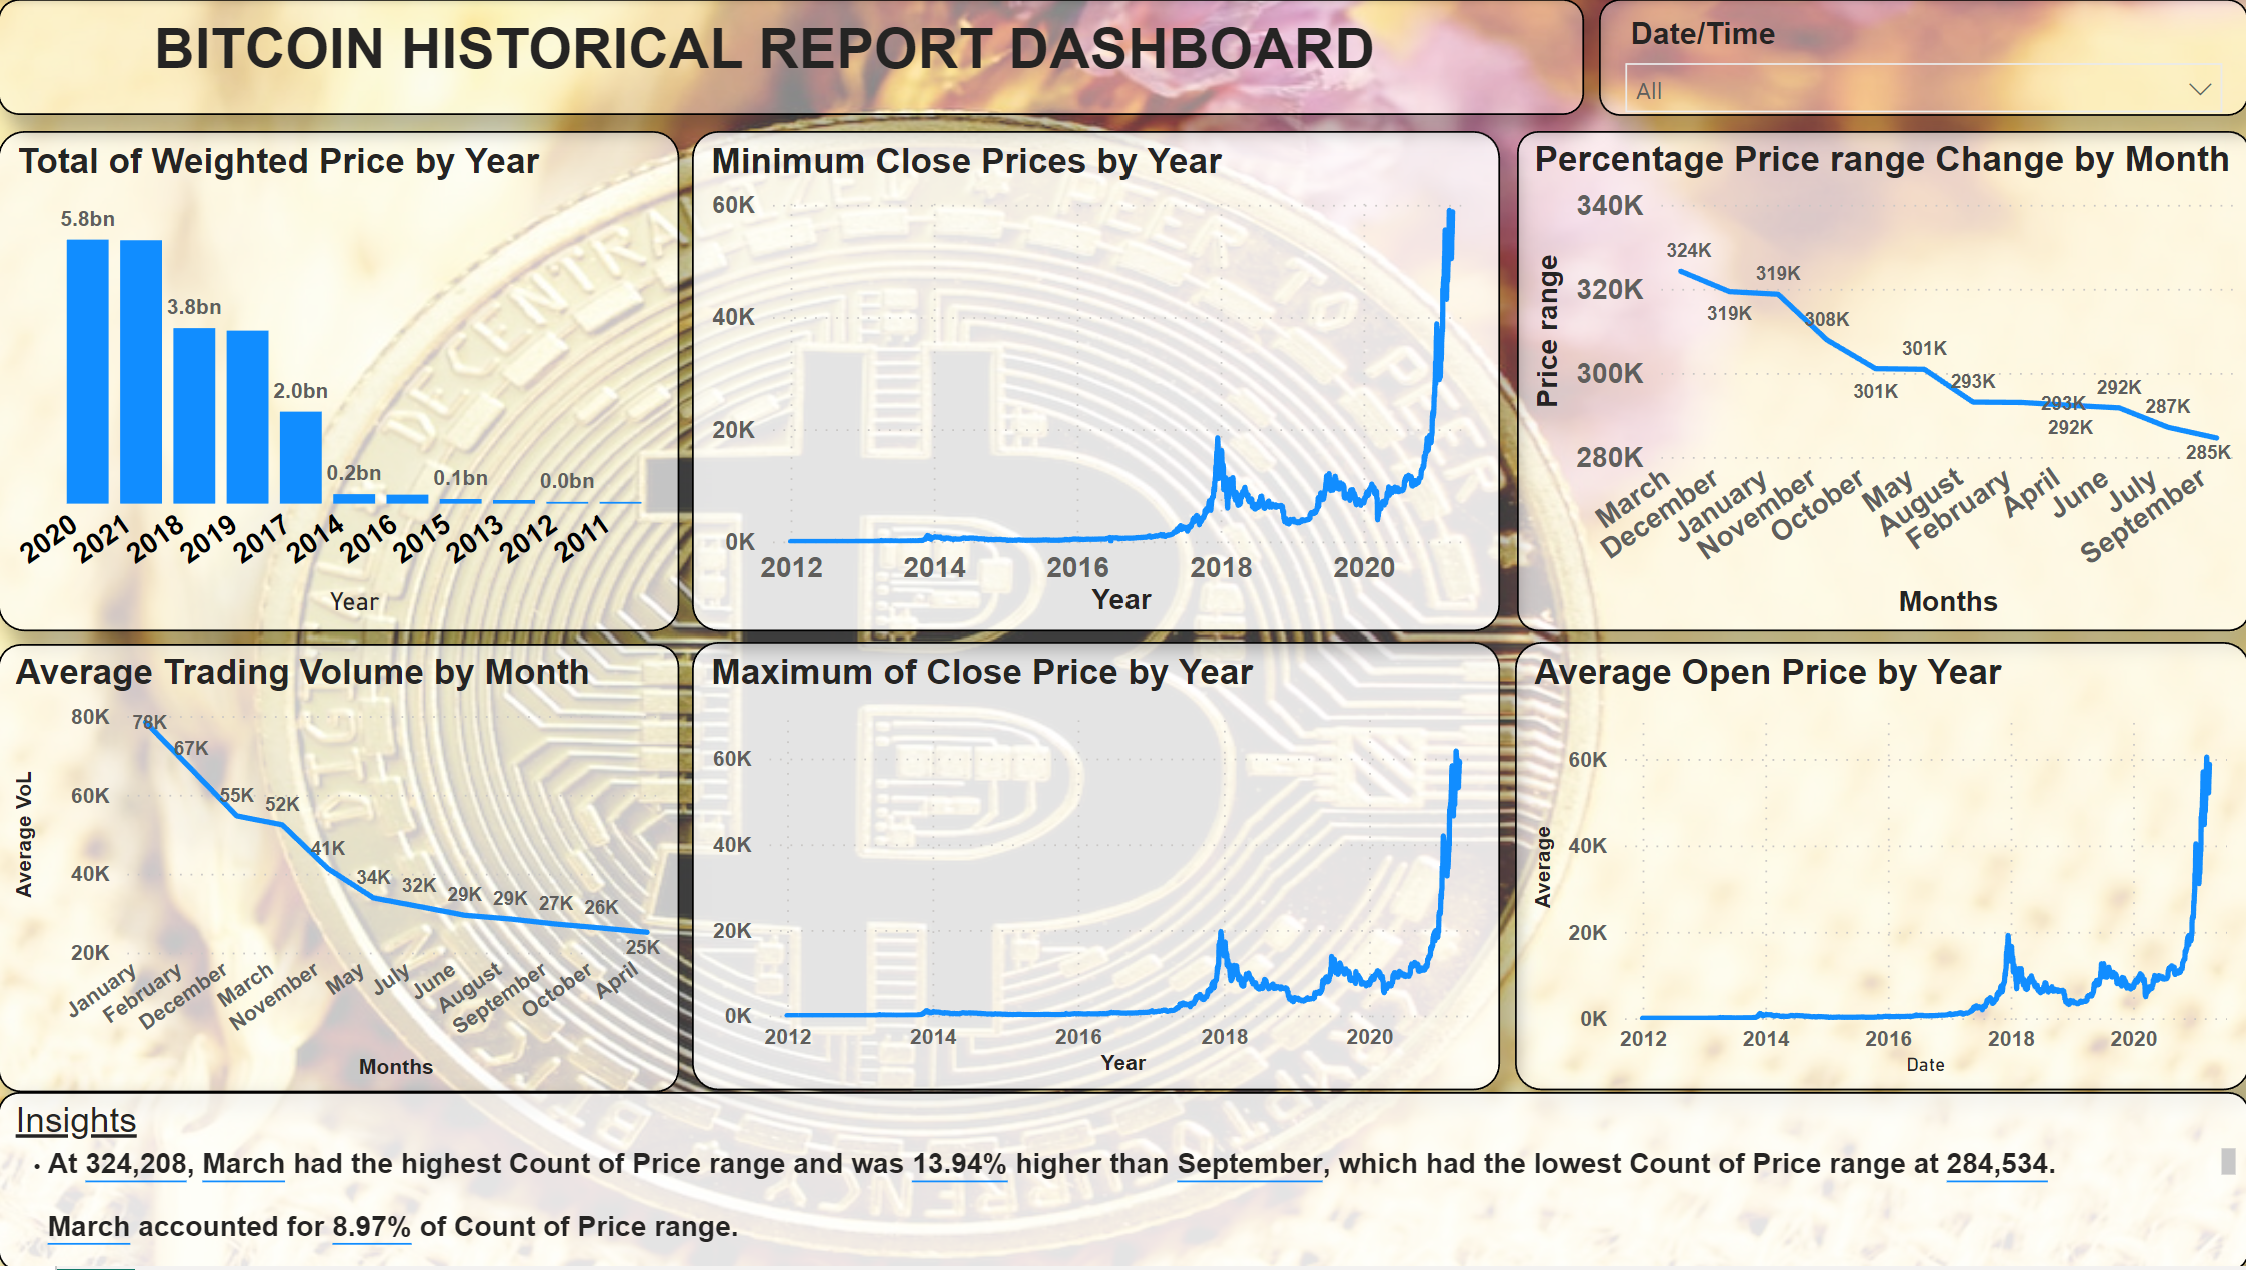 BITCOIN HISTORICAL REPORT DASHBOARD
Date/Time
All
Total of Weighted Price by Year
5.8bn
3.8bn
2.0bn
0.2bn
0.1bn
0.0bn
2020
2021
2018
2019
2017
2014
2016
2015
2013
2012
2011
Year
Minimum Close Prices by Year
60K
40K
20K
0K
2012 2014 2016 2018 2020
Year
Percentage Price range Change by Month
Price range
340K
320K
300K
280K
324K
319K
319K
308K
301K
301K
293K
293K
292K
292K
287K
285K
March
December
January
November
October
May
August
February
April
June
July
September
Months
Average Trading Volume by Month
Average VoL
80K
60K
40K
20K
78K
67K
55K
52K
41K
34K
32K
29K
29K
27K
26K
25K
January
February
December
March
November
May
July
June
August
September
October
April
Months
Maximum of Close Price by Year
60K
40K
20K
0K
2012 2014 2016 2018 2020
Year
Average Open Price by Year
Average
60K
40K
20K
0K
2012 2014 2016 2018 2020
Date
Insights
· At 324,208, March had the highest Count of Price range and was 13.94% higher than September, which had the lowest Count of Price range at 284,534.
March accounted for 8.97% of Count of Price range.
DECENTRAL
PEER TO PEER
DIGITAL